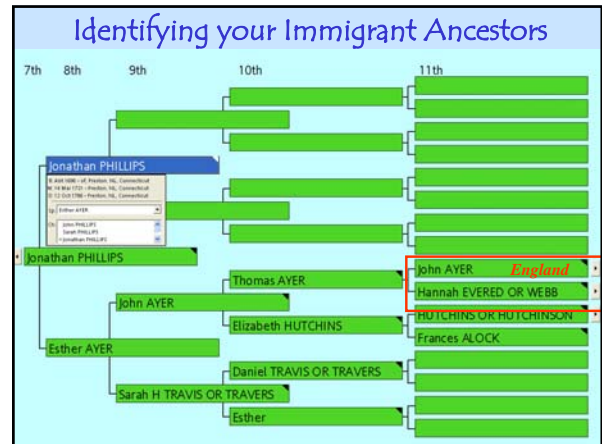 Identifying your Immigrant Ancestors
7th 8th 9th 10th 11th
Jonathan PHILLIPS
Sp: Esther AYER
Ch: John PHILLIPS
Sarah PHILLIPS
Jonathan PHILLIPS
Jonathan PHILLIPS
Thomas AYER
John AYER England
Hannah EVERED OR WEBB
John AYER
Elizabeth HUTCHINS
HUTCHINS OR HUTCHINSON
Frances ALOCK
Esther AYER
Daniel TRAVIS OR TRAVERS
Sarah H TRAVIS OR TRAVERS
Esther